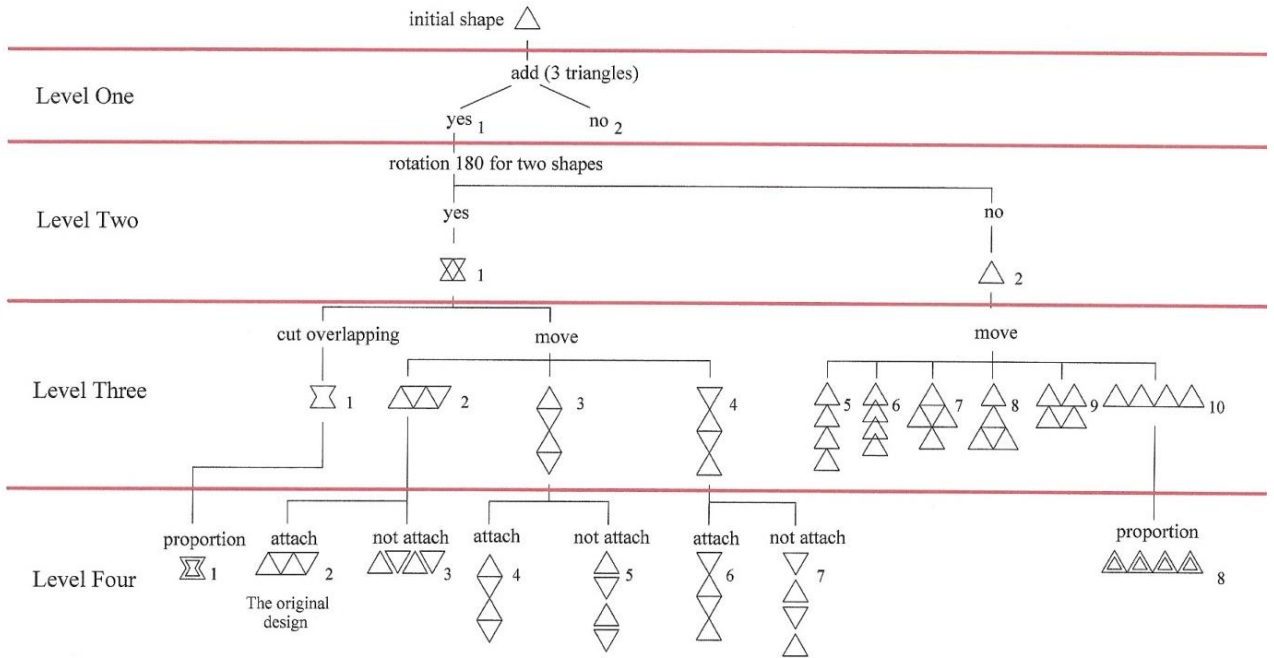 initial shape
Level One
add (3 triangles)
yes 1
no 2
rotation 180 for two shapes
Level Two
yes
no
1
2
cut overlapping
move
move
Level Three
1
2
3
4
5
6
7
8
9
10
proportion
attach
not attach
attach
not attach
attach
not attach
proportion
Level Four
1
2
3
4
5
6
7
8
The original
design